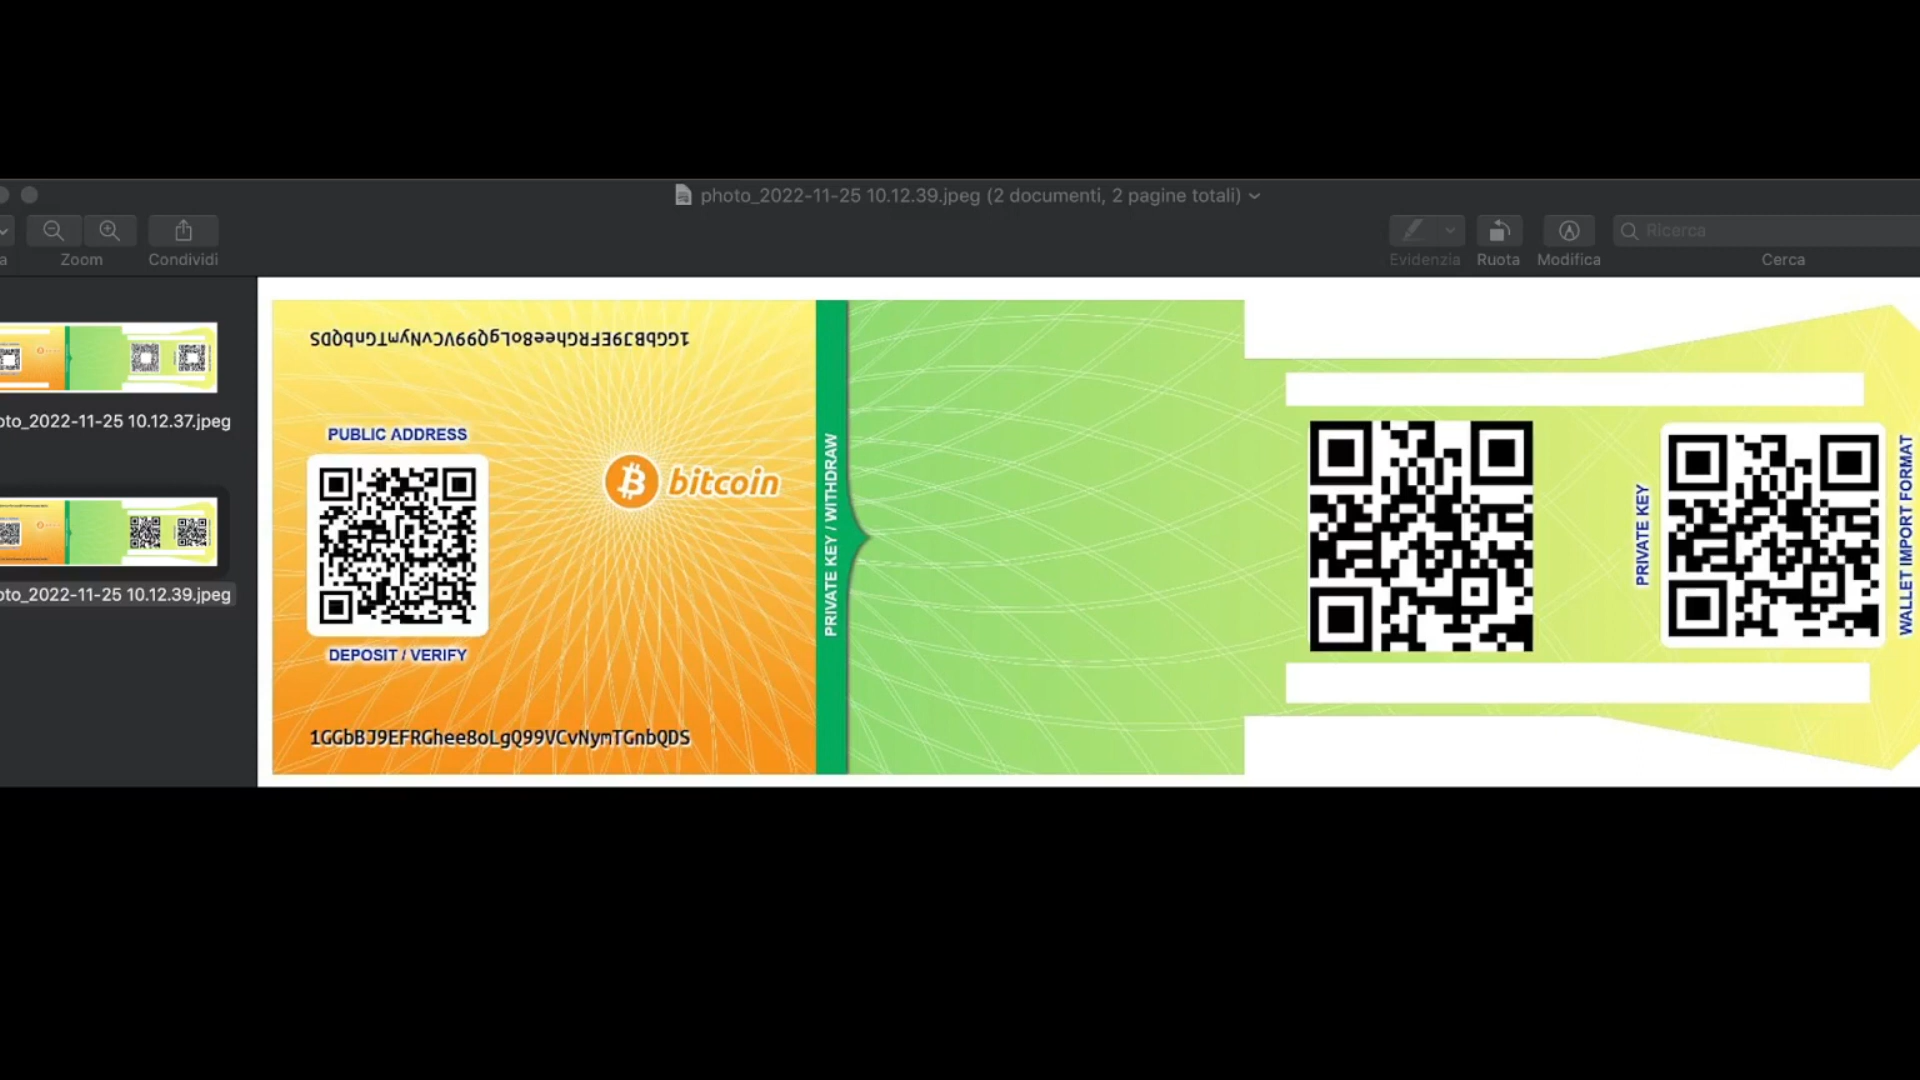 photo_2022-11-25 10.12.39.jpeg (2 documenti, 2 pagine totali)
Zoom
Condividi
Evidenzia
Ruota
Modifica
Ricerca
Cerca
oto_2022-11-25 10.12.37.jpeg
oto_2022-11-25 10.12.39.jpeg
1GGbBJ9EFRGhee8oLgQ99VCvNymTGnbQDS
PUBLIC ADDRESS
bitcoin
DEPOSIT / VERIFY
1GGbBJ9EFRGhee8oLgQ99VCvNymTGnbQDS
PRIVATE KEY / WITHDRAW
PRIVATE KEY
WALLET IMPORT FORMAT